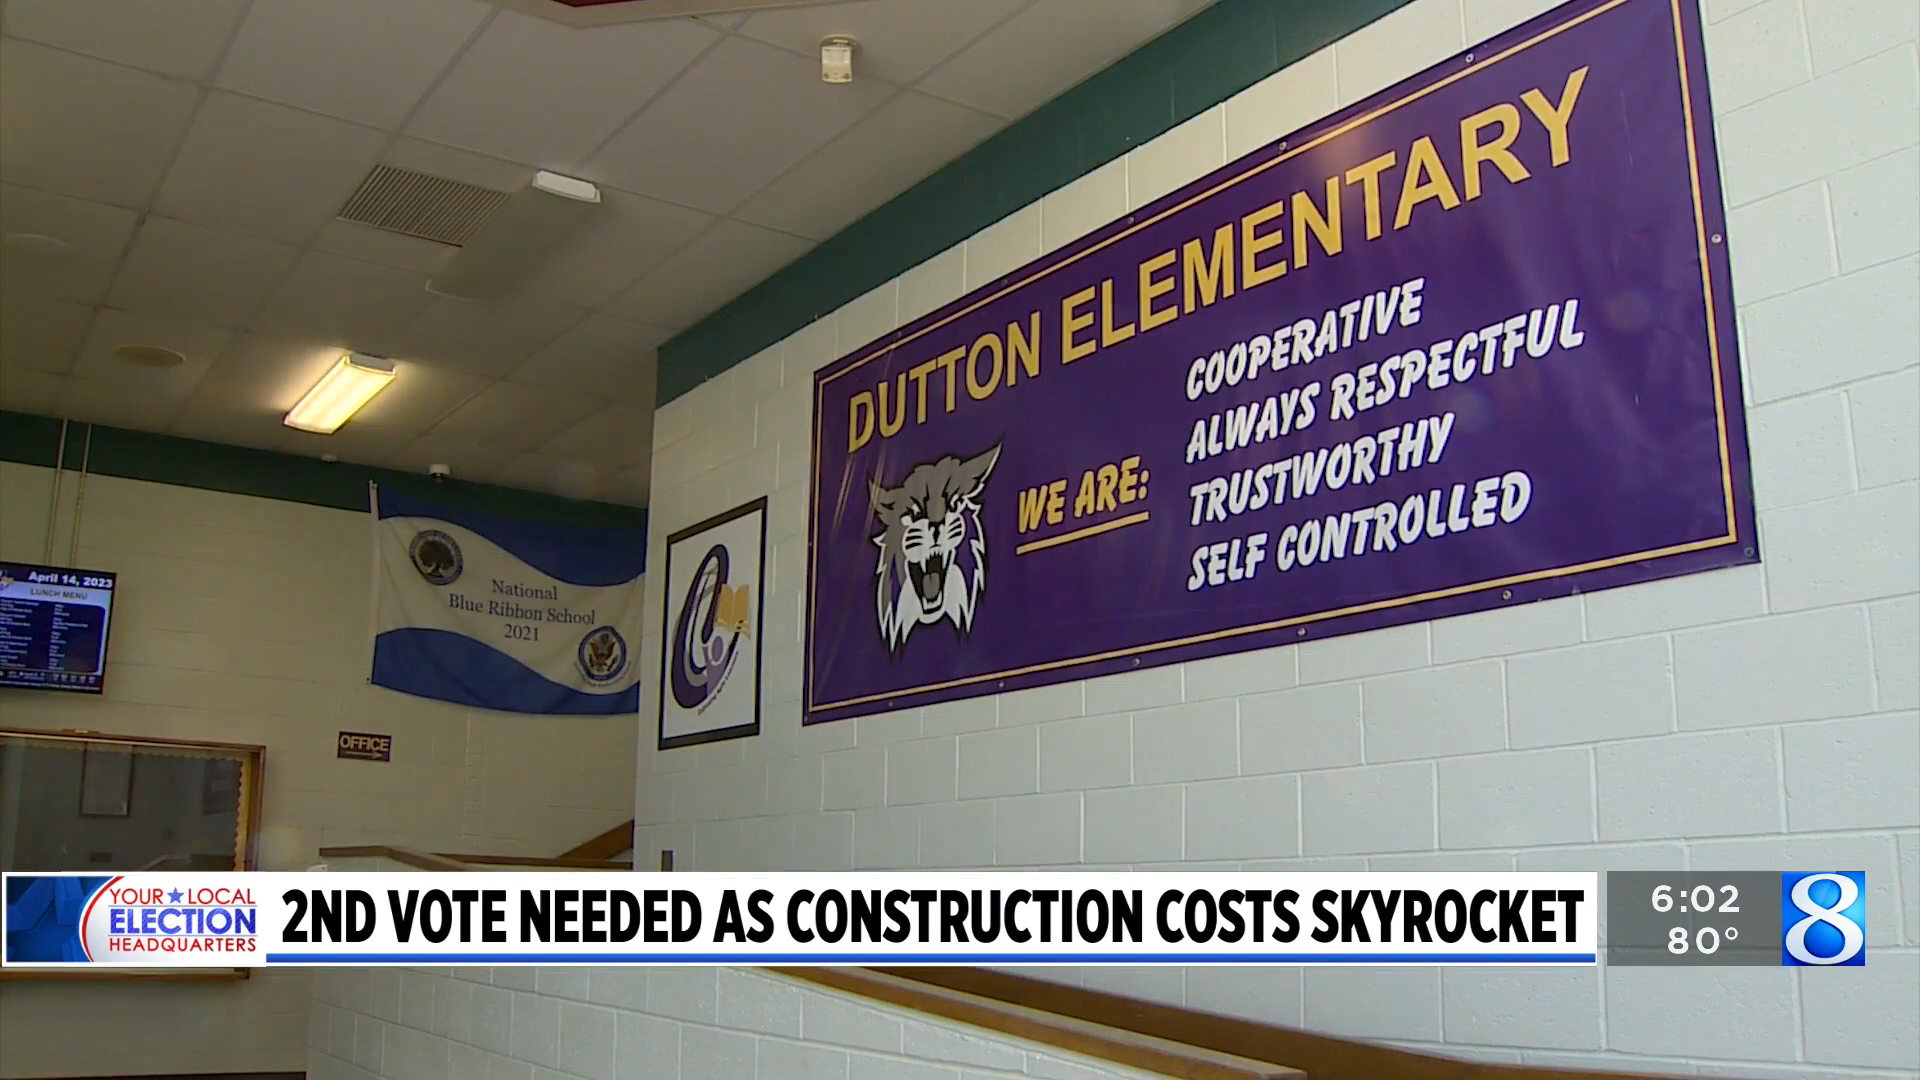 DUTTON ELEMENTARY
WE ARE:
COOPERATIVE
ALWAYS RESPECTFUL
TRUSTWORTHY
SELF CONTROLLED
National
Blue Ribbon School
2021
April 14, 2023
LUNCH MENU
OFFICE
YOUR LOCAL
ELECTION
HEADQUARTERS
2ND VOTE NEEDED AS CONSTRUCTION COSTS SKYROCKET
6:02
80°
8